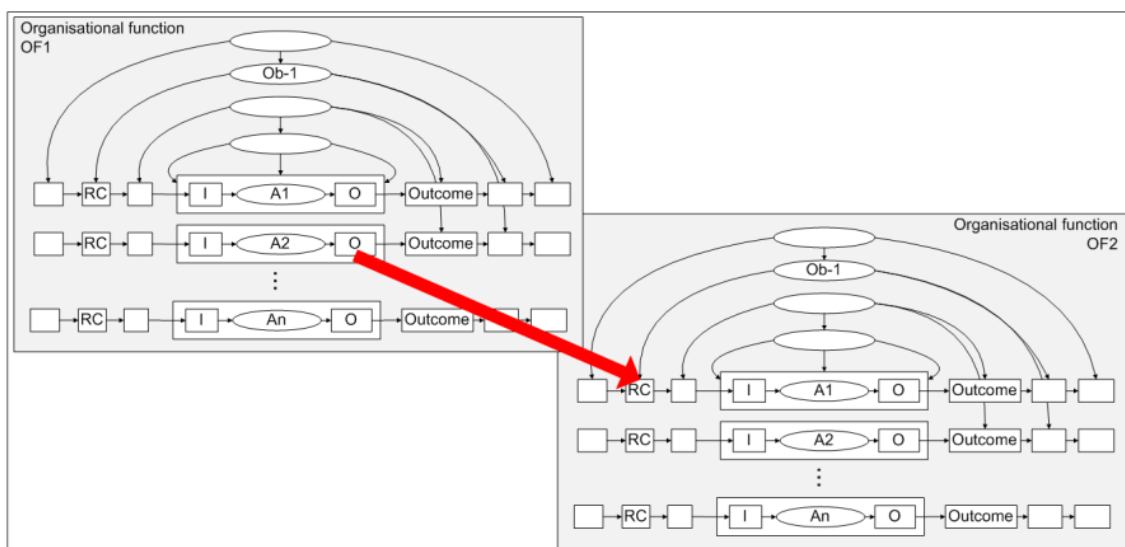 Organisational function
OF1
Ob-1
RC I A1 O Outcome
RC I A2 O Outcome
⋮
RC I An O Outcome
Organisational function
OF2
Ob-1
RC I A1 O Outcome
RC I A2 O Outcome
⋮
RC I An O Outcome